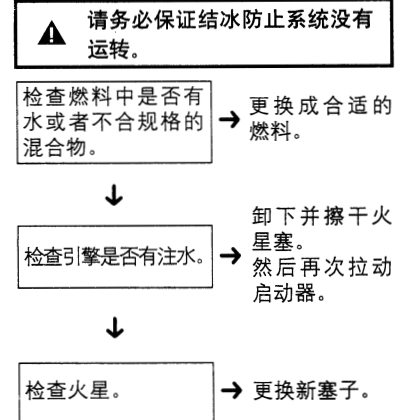 请务必保证结冰防止系统没有
运转。
检查燃料中是否有
水或者不合规格的
混合物。
更换成合适的
燃料。
检查引擎是否有注水。
卸下并擦干火
星塞。
然后再次拉动
启动器。
检查火星。
更换新塞子。